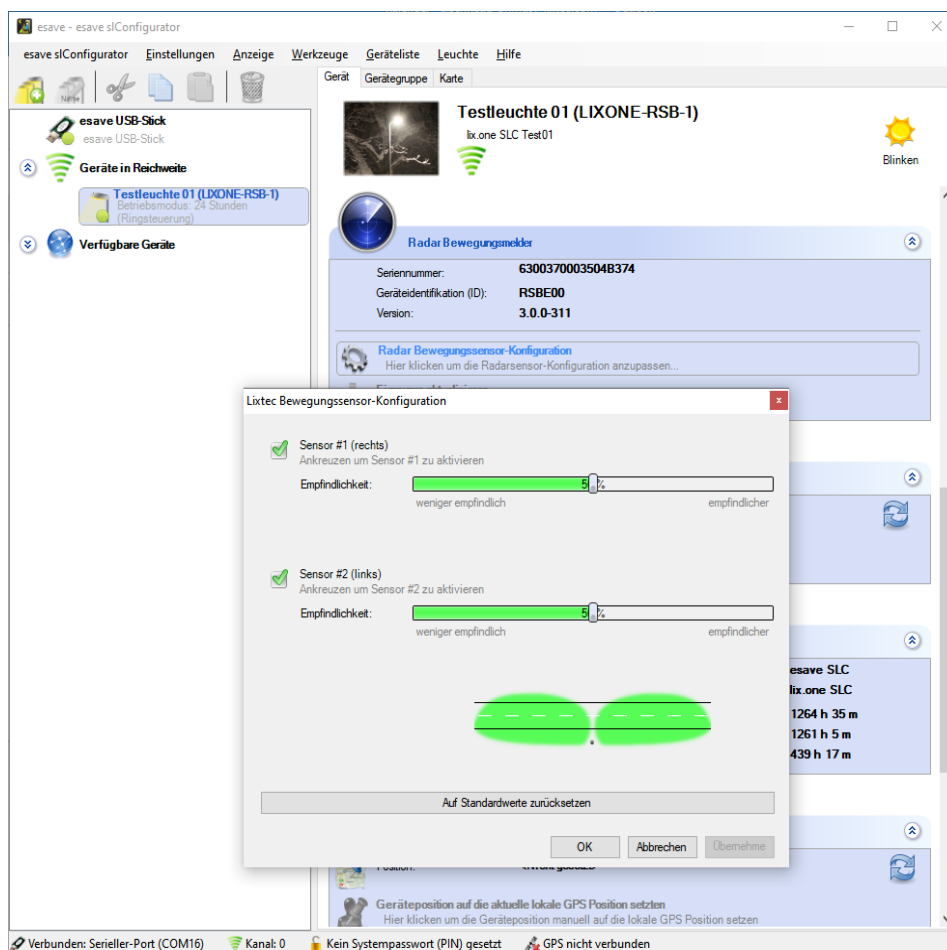 esave - esave slConfigurator
esave slConfigurator Einstellungen Anzeige Werkzeuge Geräteliste Leuchte Hilfe
Name
Gerät Gerätegruppe Karte
esave USB-Stick
esave USB-Stick
Geräte in Reichweite
Testleuchte 01 (LIXONE-RSB-1)
Betriebsmodus: 24 Stunden
(Ringsteuerung)
Verfügbare Geräte
Testleuchte 01 (LIXONE-RSB-1)
lix.one SLC Test01
Blinken
Radar Bewegungsmelder
Seriennummer: 6300370003504B374
Geräteidentifikation (ID): RSBE00
Version: 3.0.0-311
Radar Bewegungssensor-Konfiguration
Hier klicken um die Radarsensor-Konfiguration anzupassen...
Lixtec Bewegungssensor-Konfiguration
x
Sensor #1 (rechts)
Ankreuzen um Sensor #1 zu aktivieren
Empfindlichkeit: 5 %
weniger empfindlich empfindlicher
Sensor #2 (links)
Ankreuzen um Sensor #2 zu aktivieren
Empfindlichkeit: 5 %
weniger empfindlich empfindlicher
Auf Standardwerte zurücksetzen
OK Abbrechen Übernehme
esave SLC
lix.one SLC
1264 h 35 m
1261 h 5 m
439 h 17 m
Geräteposition auf die aktuelle lokale GPS Position setzten
Hier klicken um die Geräteposition manuell auf die lokale GPS Position setzen
Verbunden: Serieller-Port (COM16) Kanal: 0 Kein Systempasswort (PIN) gesetzt GPS nicht verbunden